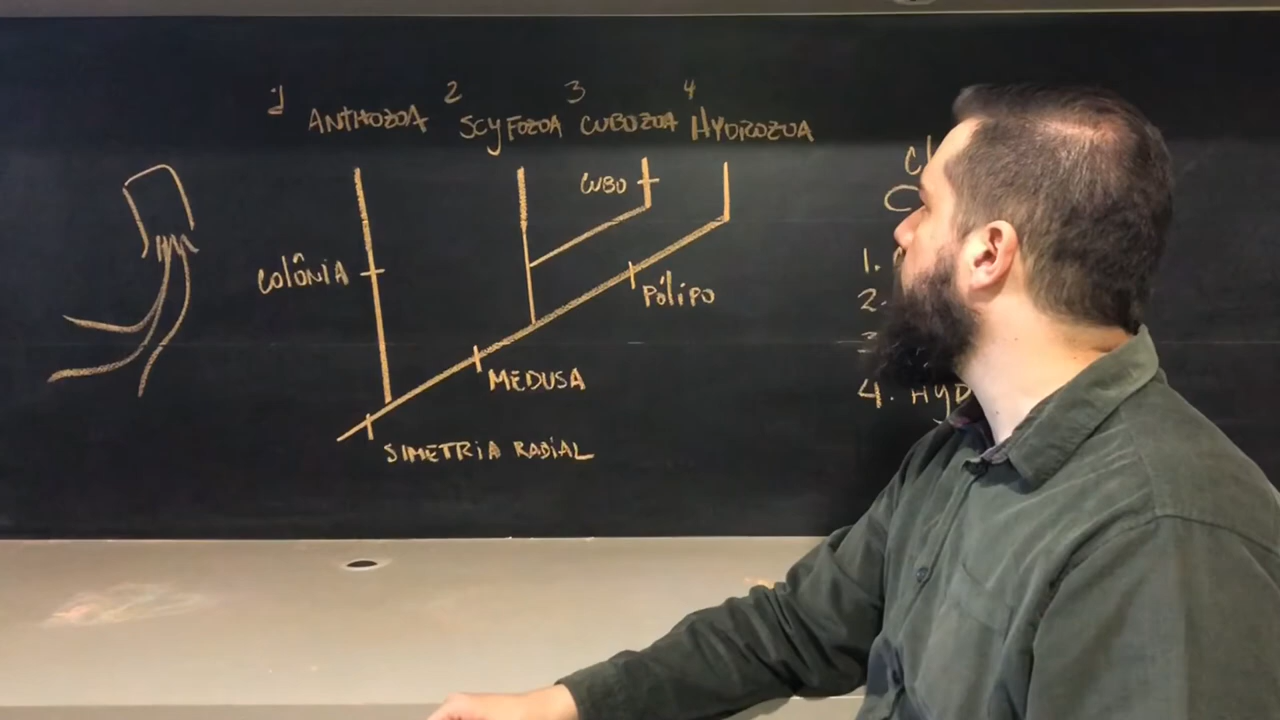 1 2 3 4
ANTHOZOA SCYFOZOA CUBOZOA HYDROZOA
CUBO
COLÔNIA
PÓLIPO
MEDUSA
SIMETRIA RADIAL
1.
2.
3
4. HYD